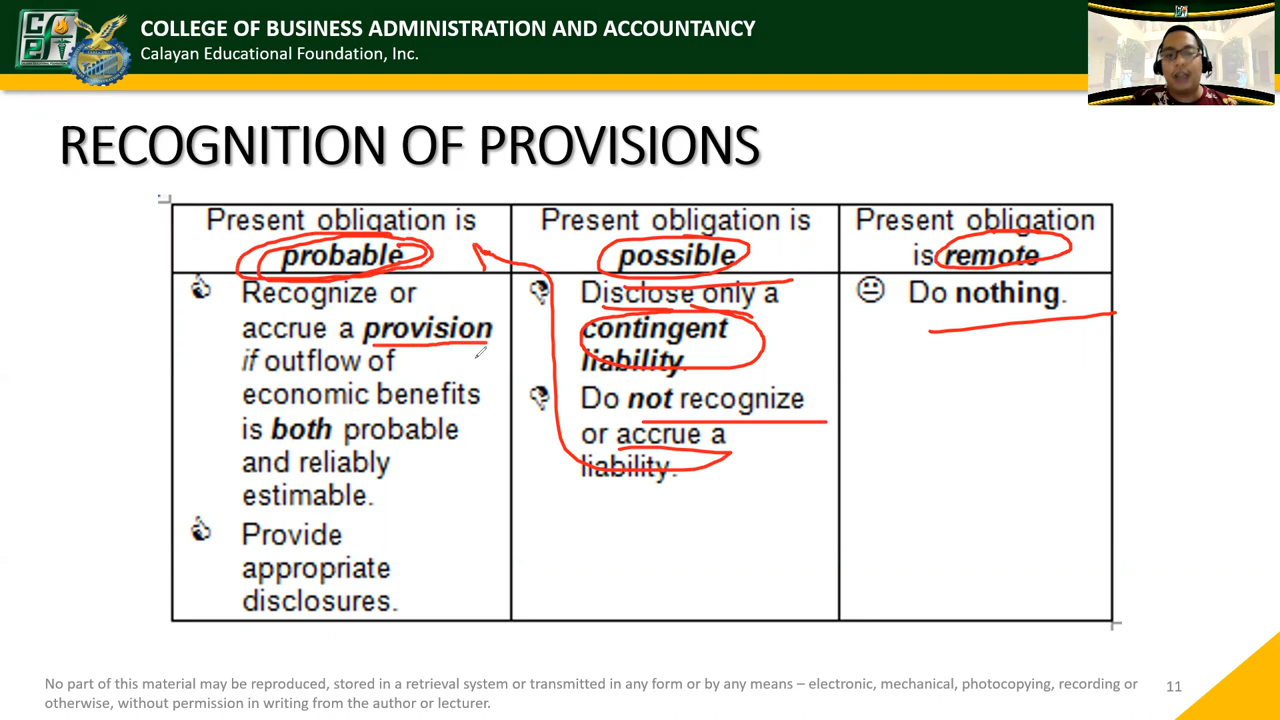 COLLEGE OF BUSINESS ADMINISTRATION AND ACCOUNTANCY
Calayan Educational Foundation, Inc.
RECOGNITION OF PROVISIONS
Present obligation is
probable
Recognize or
accrue a provision
if outflow of
economic benefits
is both probable
and reliably
estimable.
Provide
appropriate
disclosures.
Present obligation is
possible
Disclose only a
contingent
liability.
Do not recognize
or accrue a
liability.
Present obligation
is remote
Do nothing.
No part of this material may be reproduced, stored in a retrieval system or transmitted in any form or by any means – electronic, mechanical, photocopying, recording or
otherwise, without permission in writing from the author or lecturer.
11